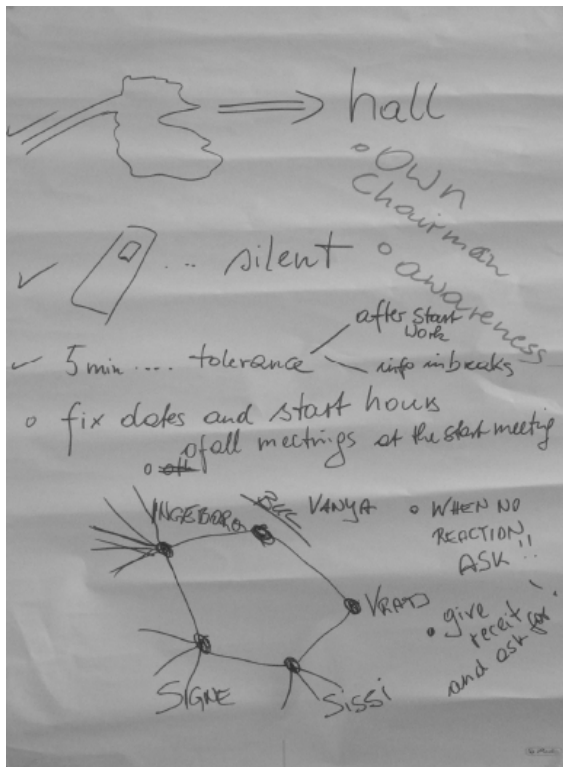 hall
o own
Chairman
o awareness
... silent
5 min .... tolerance
after start
work
info in breaks
o fix dates and start hours
of all meetings at the start meeting
INGEBORG
VANYA
VRATO
SISSI
SIGNE
o WHEN NO
REACTION
ASK !!
• give
receit
and ask for!